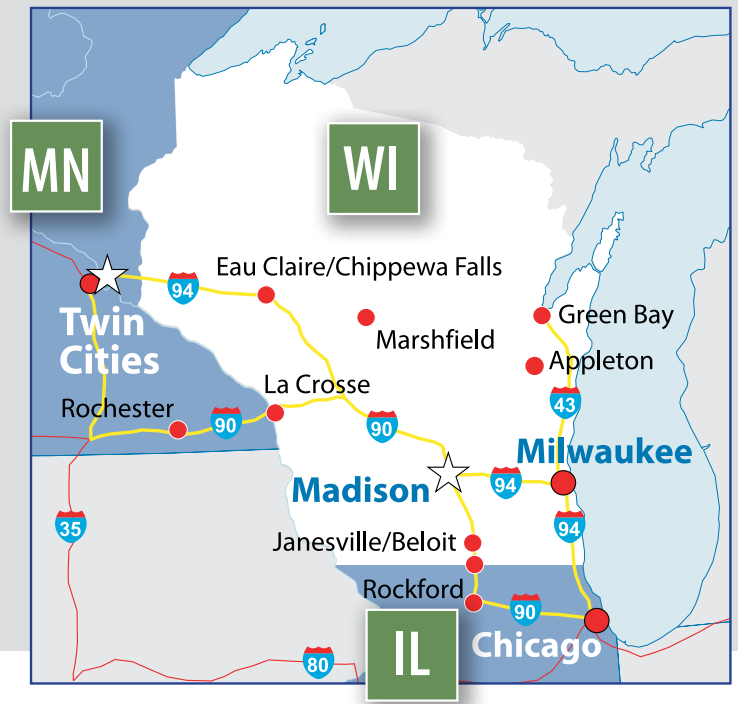 MN
WI
Eau Claire/Chippewa Falls
94
Twin
Cities
Marshfield
Green Bay
Appleton
La Crosse
Rochester
90
90
43
Milwaukee
Madison
94
35
94
Janesville/Beloit
Rockford
90
Chicago
IL
80